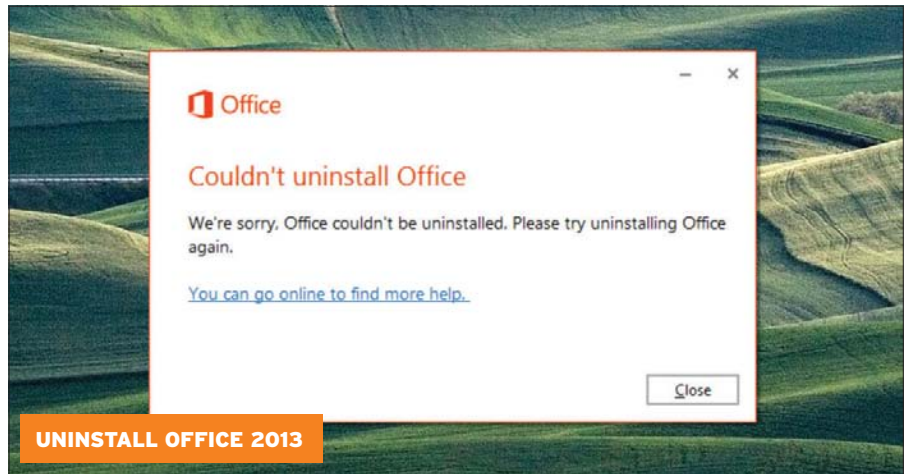 Office
Couldn't uninstall Office
We're sorry, Office couldn't be uninstalled. Please try uninstalling Office
again.
You can go online to find more help.
Close
UNINSTALL OFFICE 2013